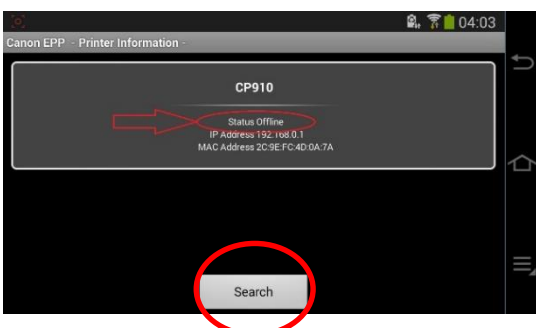 04:03
Canon EPP - Printer Information -
CP910
Status Offline
IP Address 192.168.0.1
MAC Address 2C:9E:FC:4D:0A:7A
Search